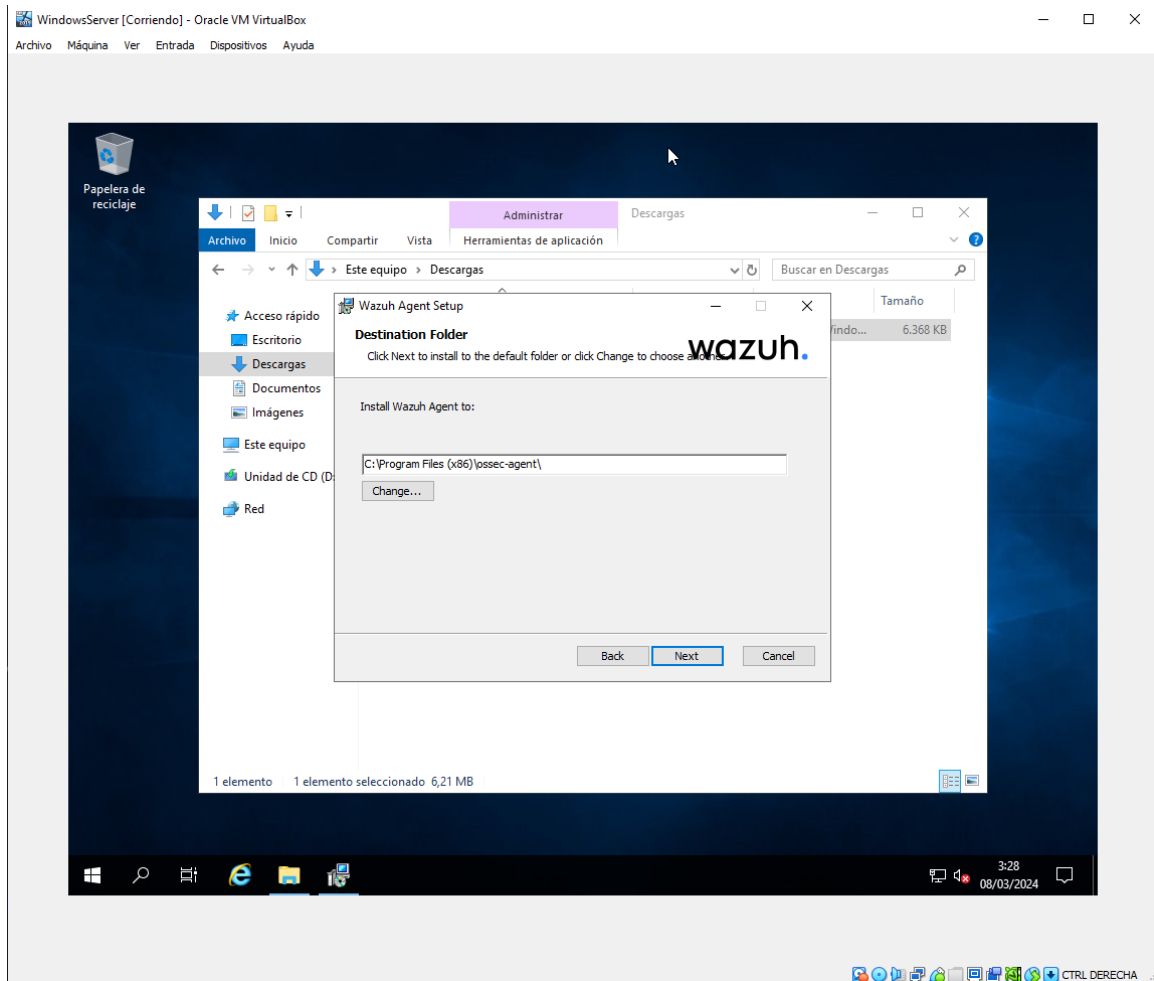 WindowsServer [Corriendo] - Oracle VM VirtualBox
Archivo Máquina Ver Entrada Dispositivos Ayuda
Papelera de
reciclaje
Administrar Descargas
Archivo Inicio Compartir Vista Herramientas de aplicación
Este equipo › Descargas Buscar en Descargas
Tamaño
Acceso rápido
Escritorio
Descargas
Documentos
Imágenes
Este equipo
Unidad de CD (D:
Red
6.368 KB
Wazuh Agent Setup
Destination Folder
Click Next to install to the default folder or click Change to choose another.
wazuh.
Install Wazuh Agent to:
C:\Program Files (x86)\ossec-agent\
Change...
Back Next Cancel
1 elemento 1 elemento seleccionado 6,21 MB
3:28
08/03/2024
CTRL DERECHA